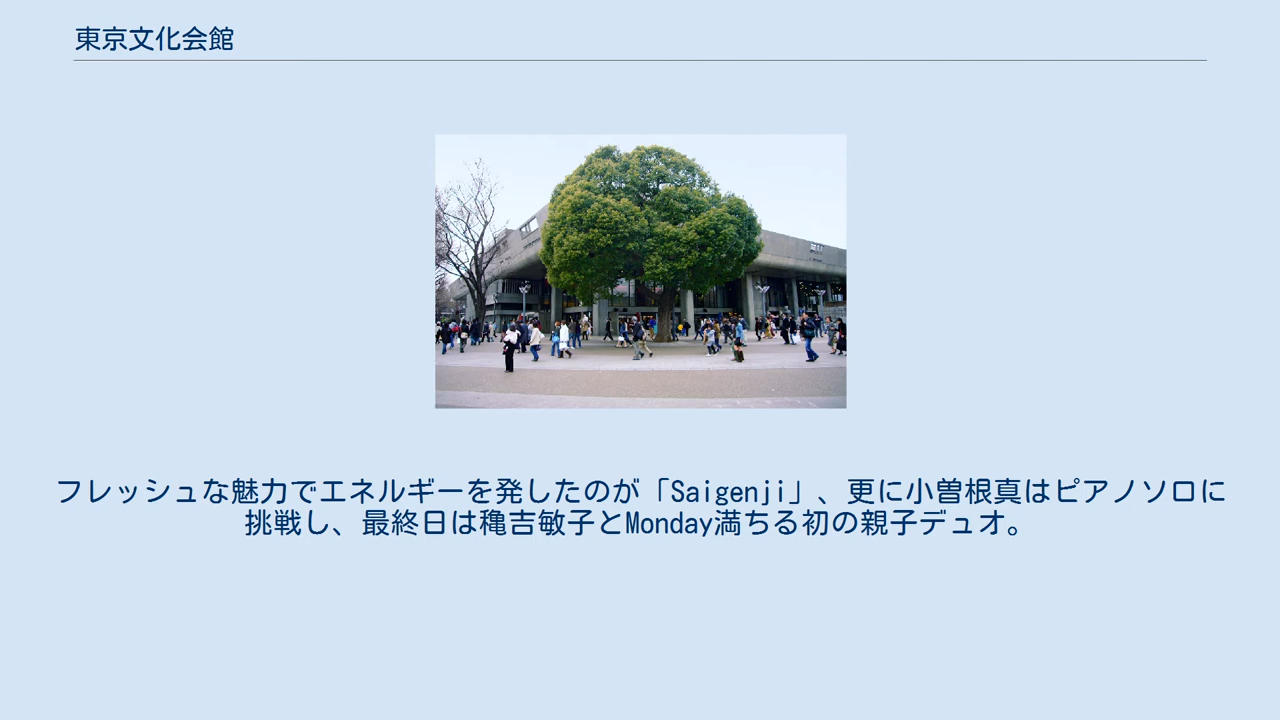 東京文化会館
フレッシュな魅力でエネルギーを発したのが「Saigenji」、更に小曽根真はピアノソロに
挑戦し、最終日は穐吉敏子とMonday満ちる初の親子デュオ。